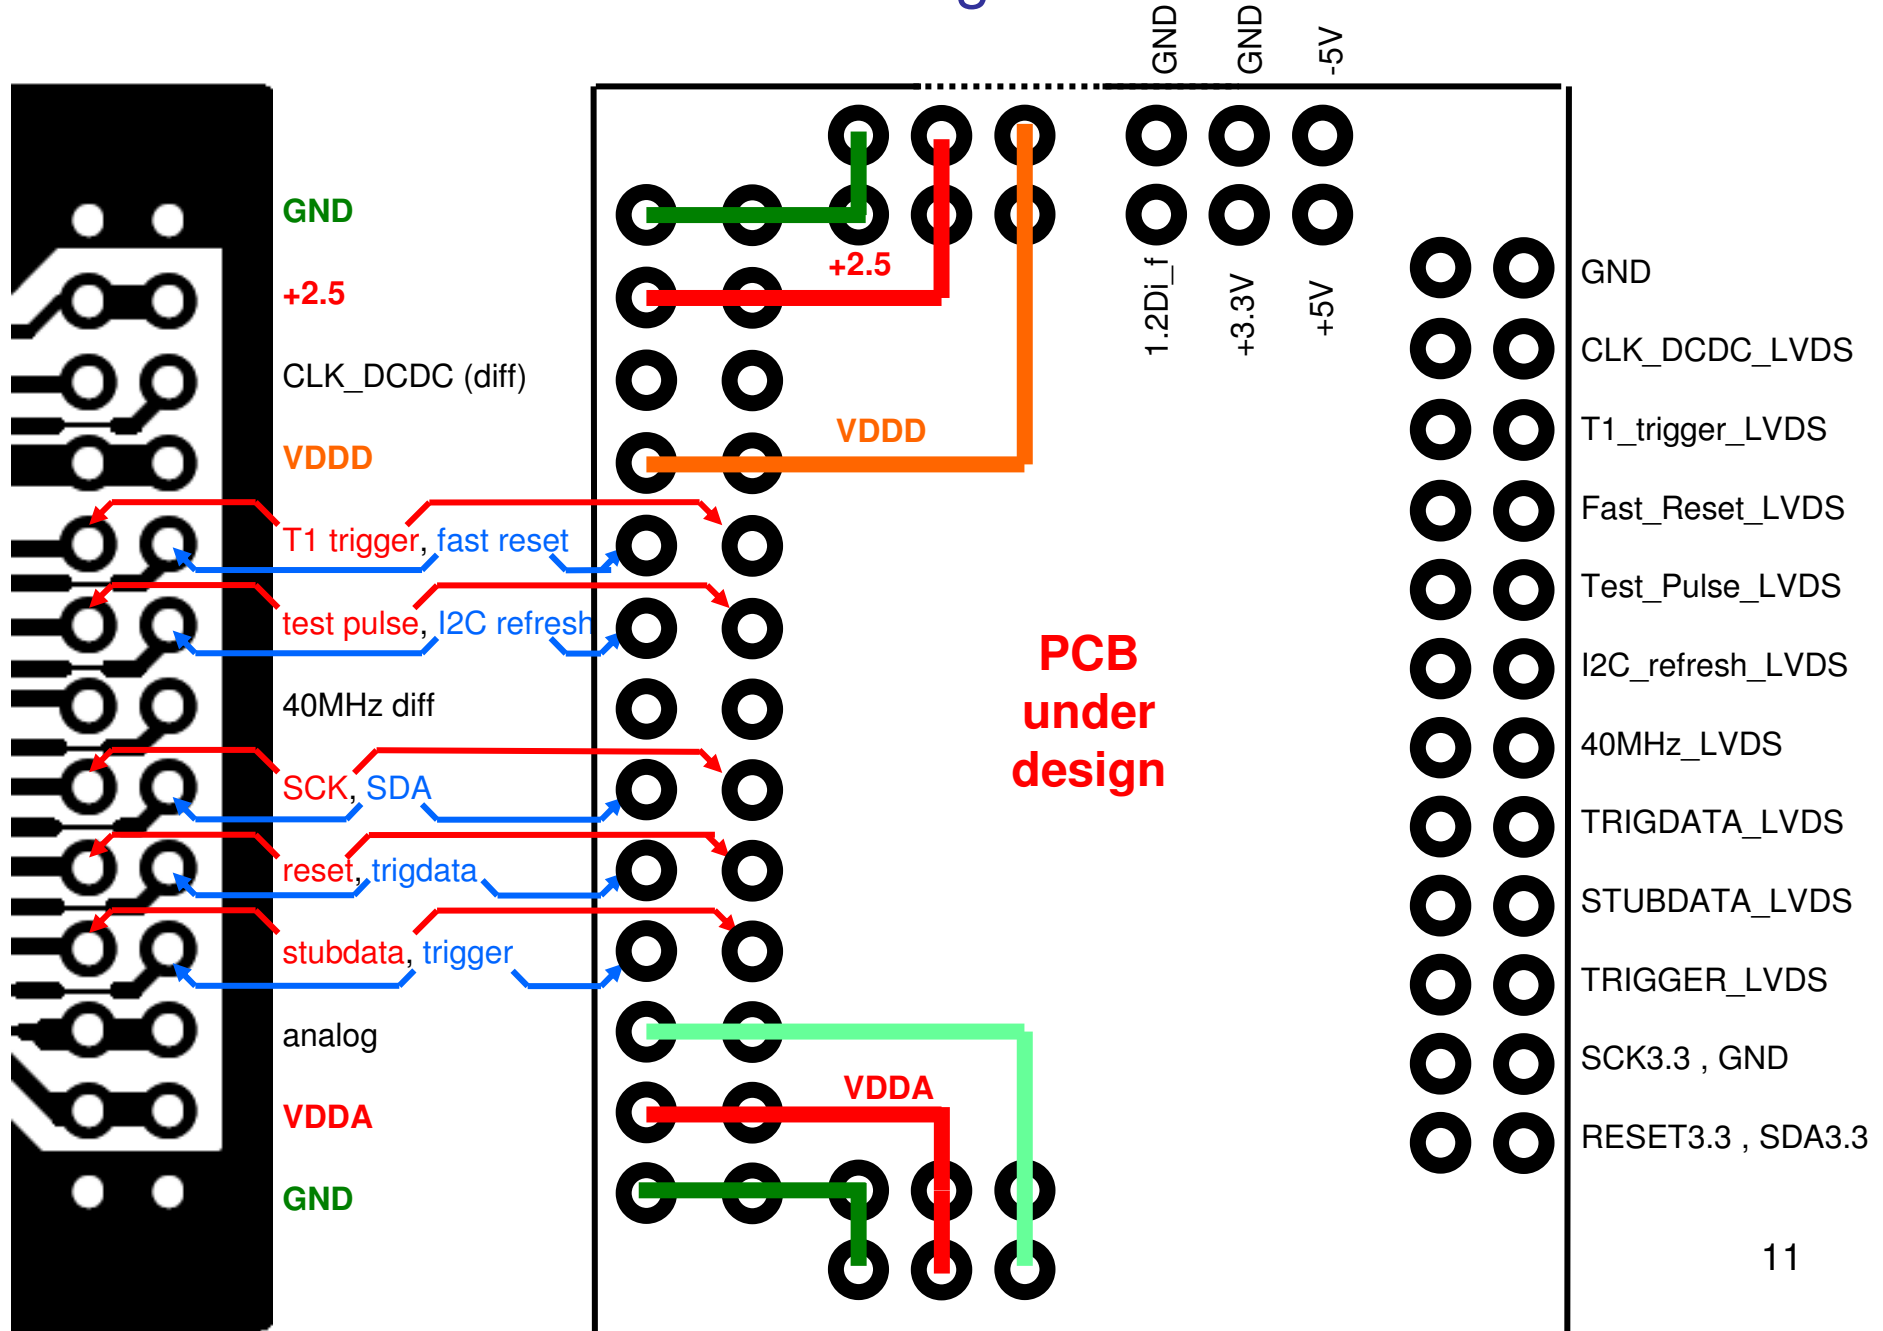 g
GND
GND
-5V
GND
+2.5
CLK_DCDC (diff)
VDDD
T1 trigger, fast reset
test pulse, I2C refresh
40MHz diff
SCK, SDA
reset, trigdata
stubdata, trigger
analog
VDDA
GND
+2.5
VDDD
VDDA
1.2Di_f
+3.3V
+5V
PCB
under
design
GND
CLK_DCDC_LVDS
T1_trigger_LVDS
Fast_Reset_LVDS
Test_Pulse_LVDS
I2C_refresh_LVDS
40MHz_LVDS
TRIGDATA_LVDS
STUBDATA_LVDS
TRIGGER_LVDS
SCK3.3 , GND
RESET3.3 , SDA3.3
11